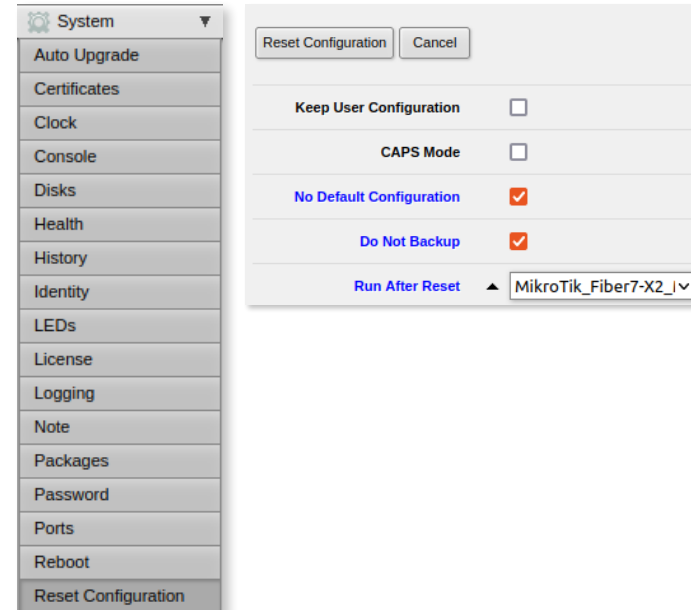 System
Auto Upgrade
Certificates
Clock
Console
Disks
Health
History
Identity
LEDs
License
Logging
Note
Packages
Password
Ports
Reboot
Reset Configuration
Reset Configuration Cancel
Keep User Configuration
CAPS Mode
No Default Configuration
Do Not Backup
Run After Reset MikroTik_Fiber7-X2_